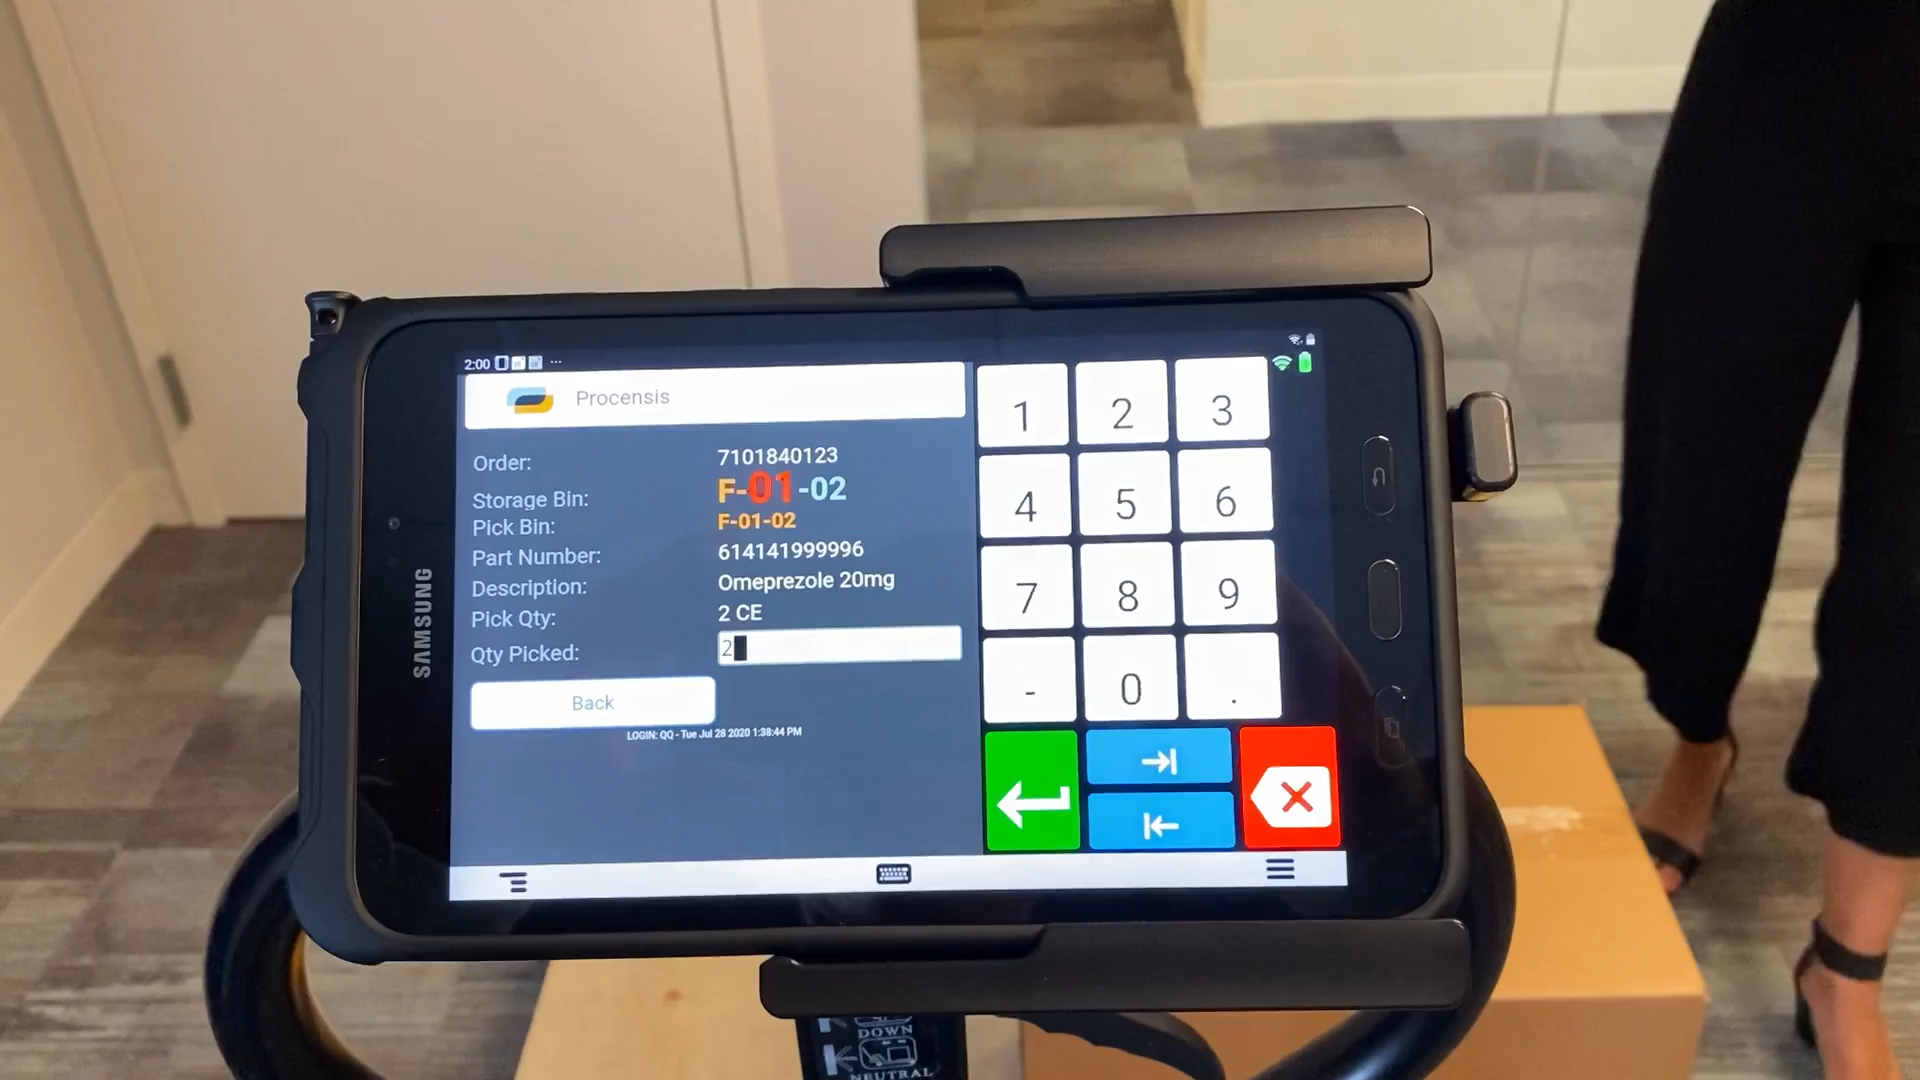 2:00
Procensis
Order: 7101840123
Storage Bin: F-01-02
Pick Bin: F-01-02
Part Number: 614141999996
Description: Omeprezole 20mg
Pick Qty: 2 CE
Qty Picked: 2
Back
LOGIN: QQ - Tue Jul 28 2020 1:38:44 PM
1 2 3
4 5 6
7 8 9
- 0 .
SAMSUNG
DOWN
NEUTRAL